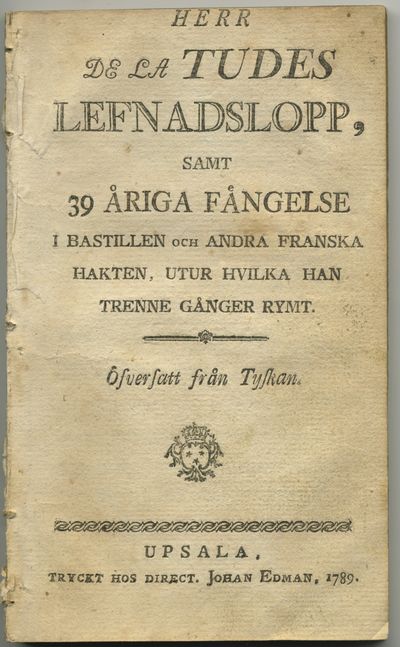 HERR
DE LA TUDES
LEFNADSLOPP,
SAMT
39 ÅRIGA FÅNGELSE
I BASTILLEN OCH ANDRA FRANSKA
HAKTEN, UTUR HVILKA HAN
TRENNE GÅNGER RYMT.
Öfverſatt från Tyſkan.
UPSALA,
TRYCKT HOS DIRECT. JOHAN EDMAN, 1789.